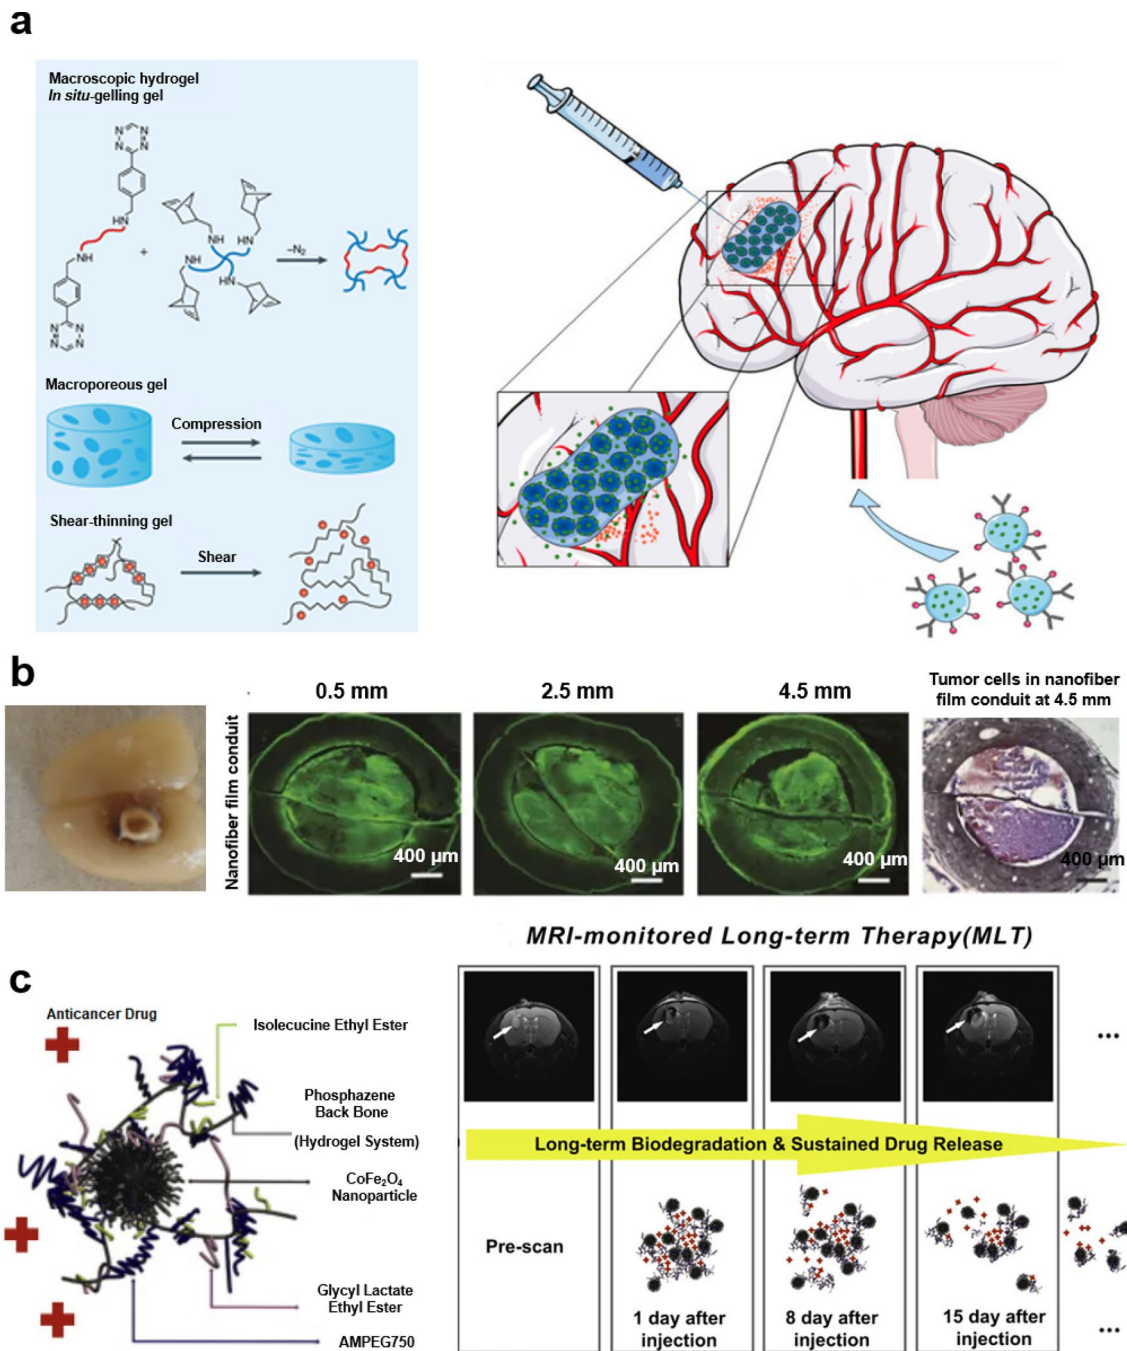 a
Macroscopic hydrogel
In situ-gelling gel
N N
N N
HN
NH
+
NH
HN
NH
HN
–N₂
N N
N N
Macroporous gel
Compression
Shear-thinning gel
Shear
b
Nanofiber film conduit
0.5 mm
400 µm
2.5 mm
400 µm
4.5 mm
400 µm
Tumor cells in nanofiber
film conduit at 4.5 mm
400 µm
c
Anticancer Drug
Isolecucine Ethyl Ester
Phosphazene
Back Bone
(Hydrogel System)
CoFe₂O₄
Nanoparticle
Glycyl Lactate
Ethyl Ester
AMPEG750
MRI-monitored Long-term Therapy(MLT)
...
Long-term Biodegradation & Sustained Drug Release
Pre-scan
1 day after
injection
8 day after
injection
15 day after
injection
...